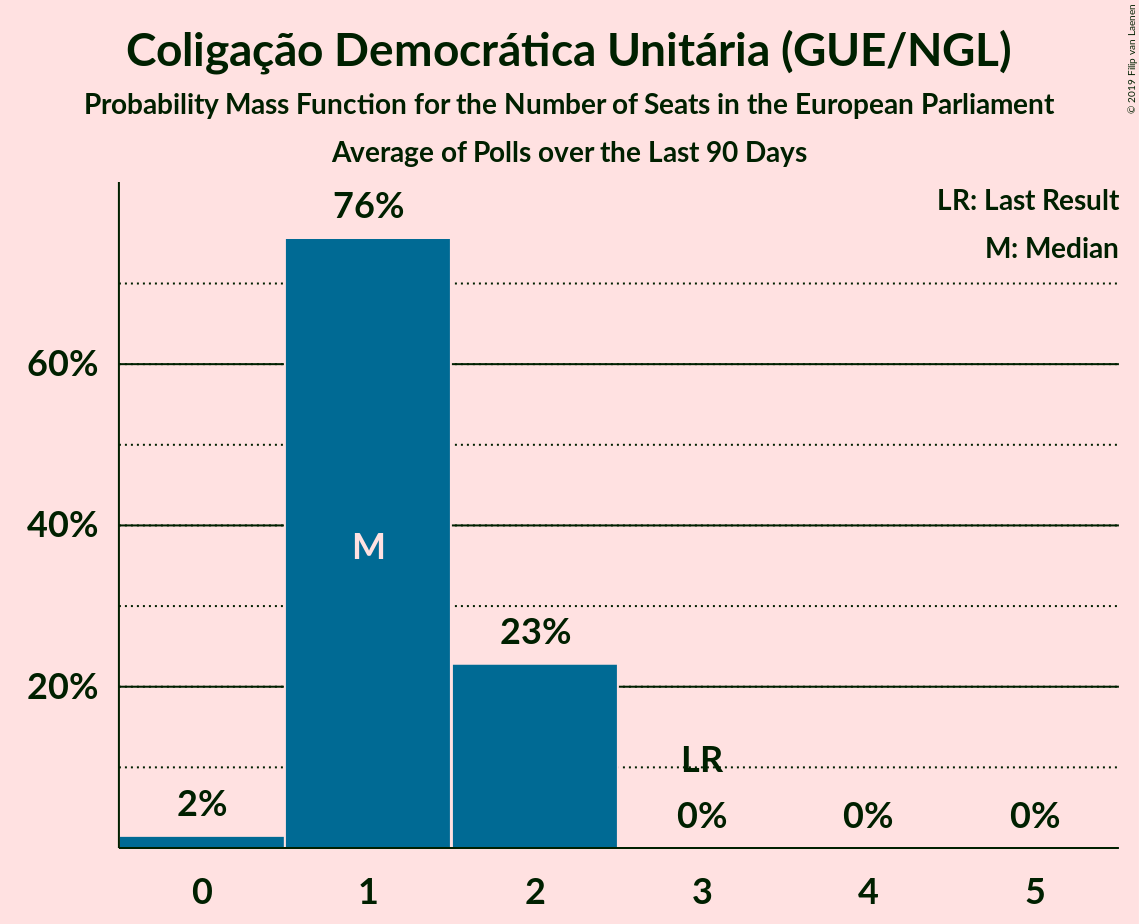 Coligação Democrática Unitária (GUE/NGL)
Probability Mass Function for the Number of Seats in the European Parliament
Average of Polls over the Last 90 Days
© 2019 Filip van Laenen
LR: Last Result
M: Median
76%
60%
40%
M
23%
20%
LR
2%
0%
0%
0%
0
1
2
3
4
5